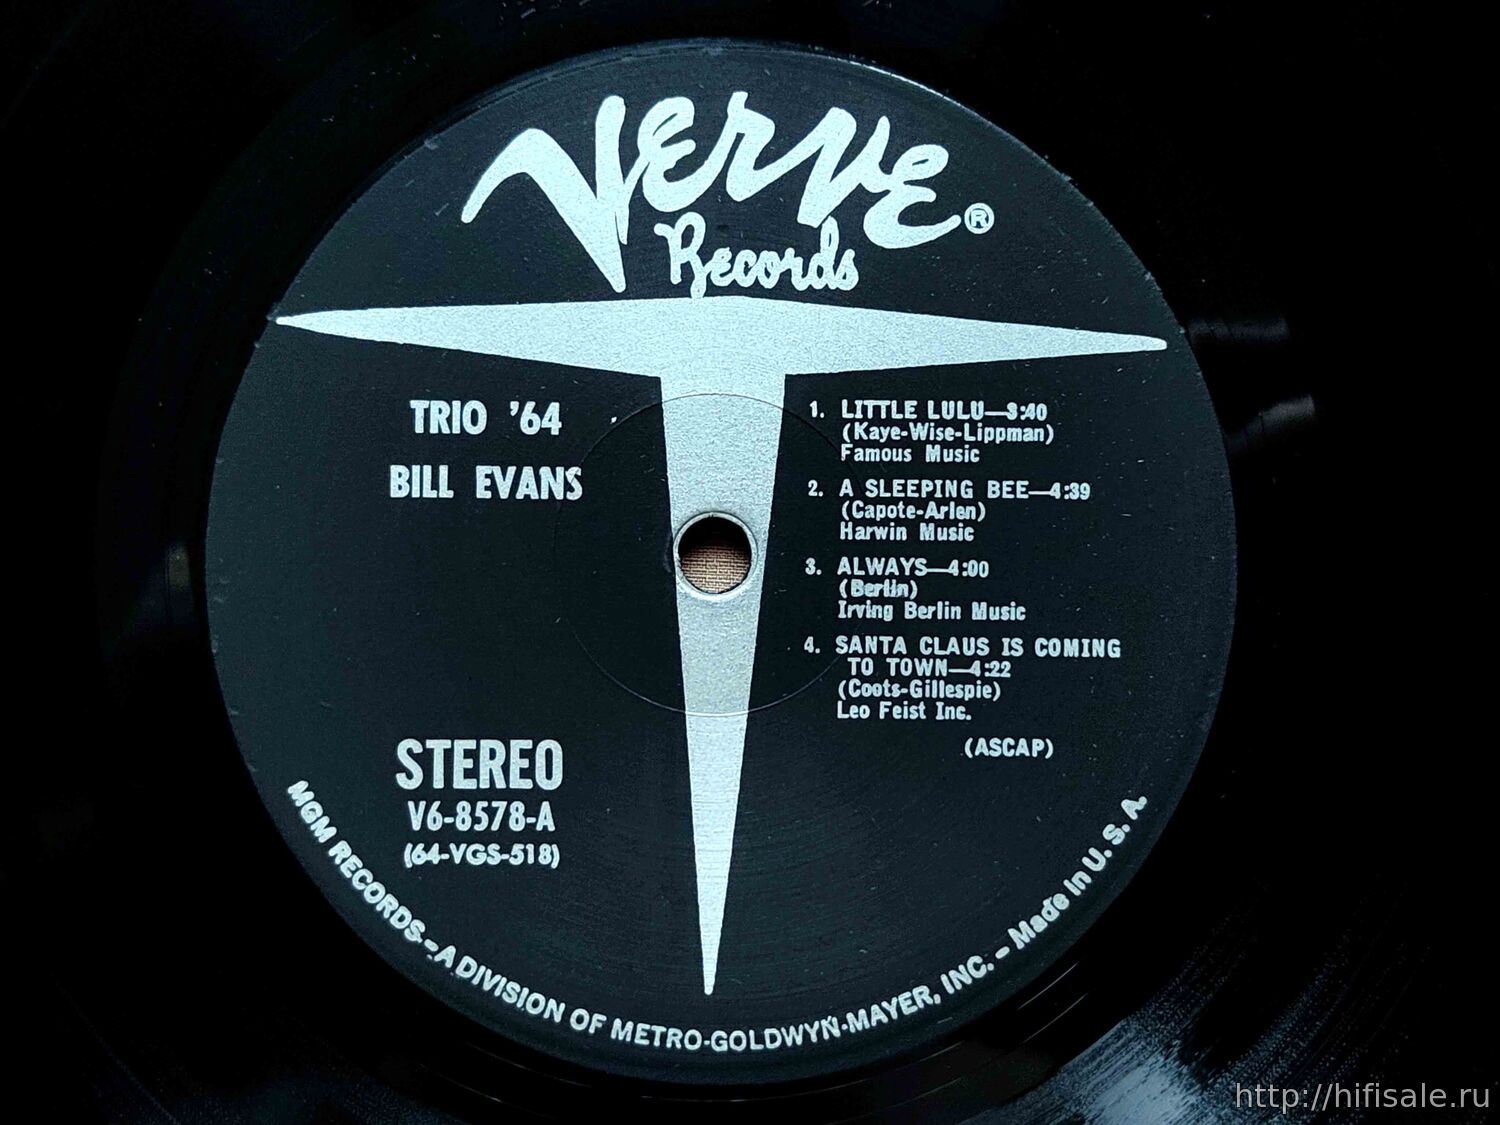 Verve®
Records
TRIO '64
BILL EVANS
1. LITTLE LULU—3:40
(Kaye-Wise-Lippman)
Famous Music
2. A SLEEPING BEE—4:39
(Capote-Arlen)
Harwin Music
3. ALWAYS—4:00
(Berlin)
Irving Berlin Music
4. SANTA CLAUS IS COMING
TO TOWN—4:22
(Coots-Gillespie)
Leo Feist Inc.
(ASCAP)
STEREO
V6-8578-A
(64-VGS-518)
MGM RECORDS – A DIVISION OF METRO-GOLDWYN-MAYER, INC. – Made in U. S. A.
http://hifisale.ru